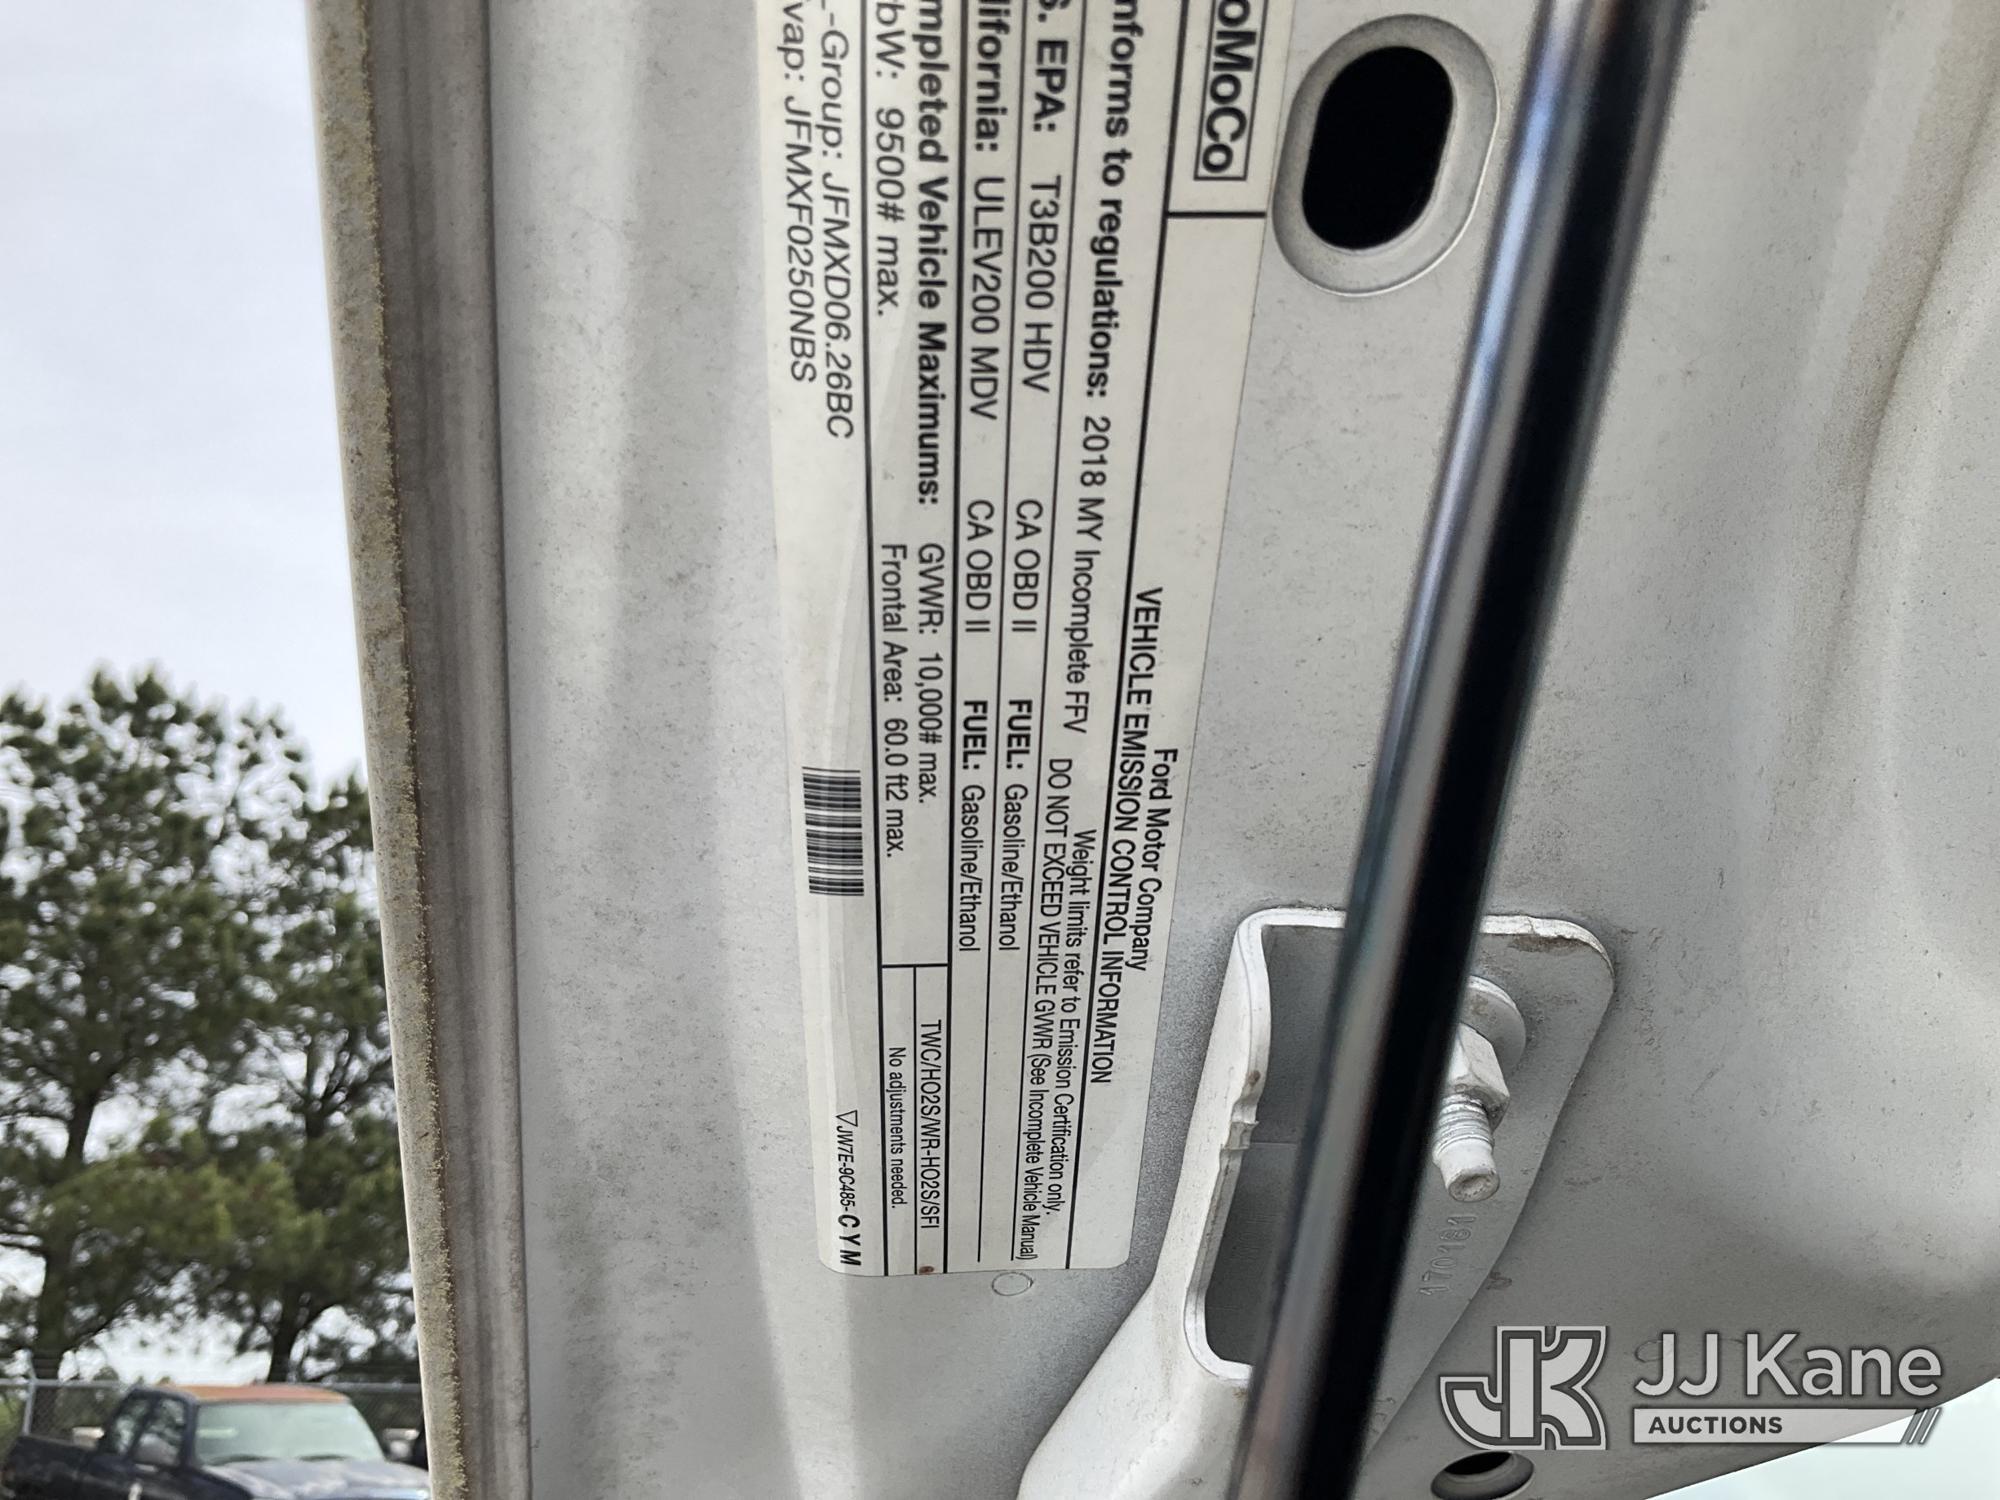 oMoCo
Ford Motor Company
VEHICLE EMISSION CONTROL INFORMATION
nforms to regulations: 2018 MY Incomplete FFV
Weight limits refer to Emission Certification only.
DO NOT EXCEED VEHICLE GVWR (See Incomplete Vehicle Manual)
S. EPA: T3B200 HDV CA OBD II FUEL: Gasoline/Ethanol
lifornia: ULEV200 MDV CA OBD II FUEL: Gasoline/Ethanol
mpleted Vehicle Maximums: GVWR: 10,000# max.
rbW: 9500# max. Frontal Area: 60.0 ft2 max.
TWC/HO2S/WR-HO2S/SFI
No adjustments needed.
-Group: JFMXD06.26BC
vap: JFMXF0250NBS
JW7E-9C485-CYM
JK JJ Kane
AUCTIONS